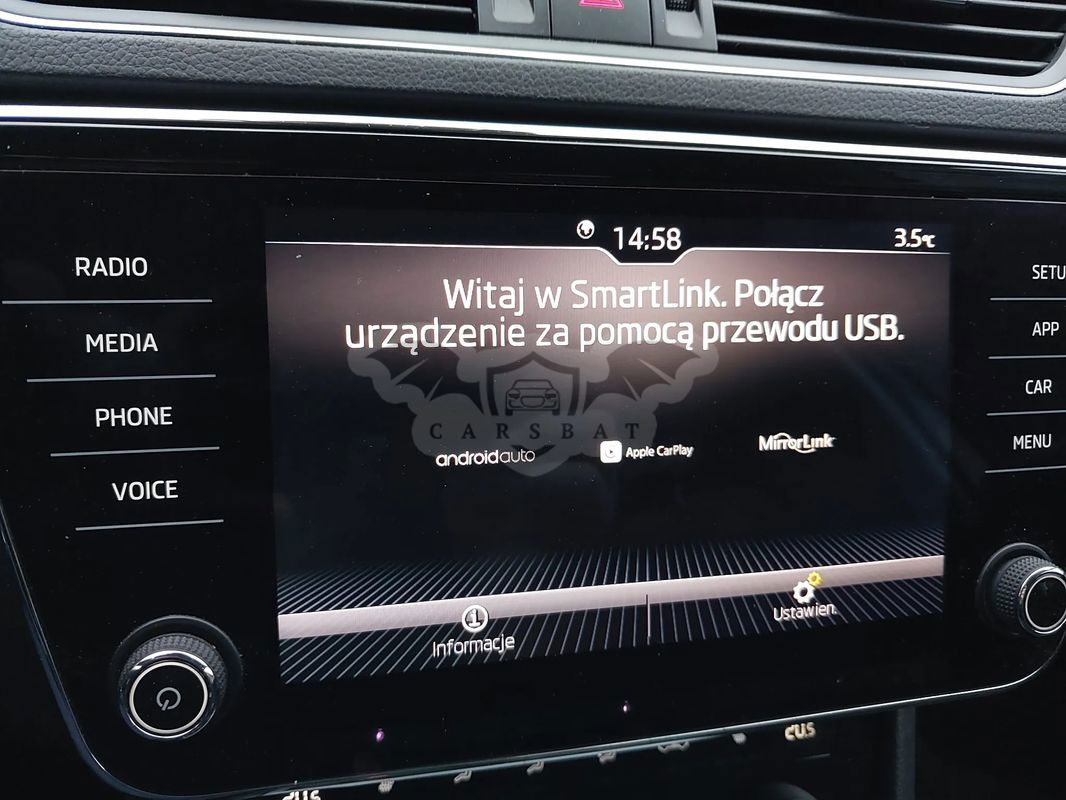 RADIO
MEDIA
PHONE
VOICE
14:58
3.5°C
Witaj w SmartLink. Połącz
urządzenie za pomocą przewodu USB.
CARSBAT
androidauto
Apple CarPlay
MirrorLink
Informacje
Ustawien.
SETU
APP
CAR
MENU